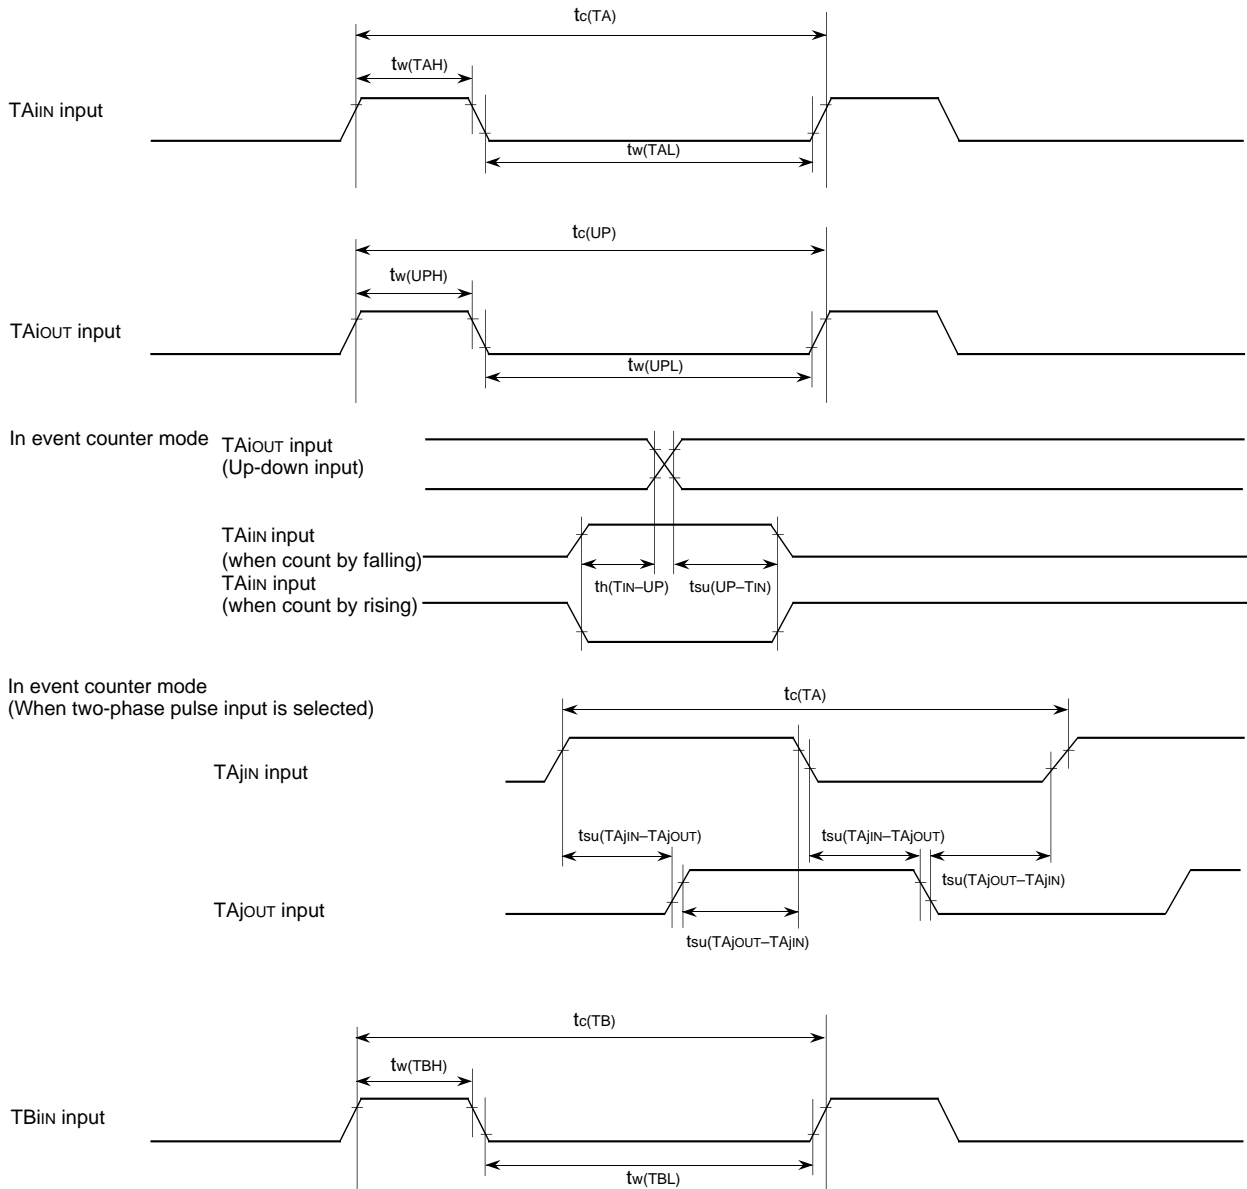 tc(TA)
tw(TAH)
TAiIN input
tw(TAL)
tc(UP)
tw(UPH)
TAiOUT input
tw(UPL)
In event counter mode
TAiOUT input
(Up-down input)
TAiIN input
(when count by falling)
th(TIN–UP)
tsu(UP–TIN)
TAiIN input
(when count by rising)
In event counter mode
(When two-phase pulse input is selected)
tc(TA)
TAjIN input
tsu(TAjIN–TAjOUT)
tsu(TAjIN–TAjOUT)
tsu(TAjOUT–TAjIN)
TAjOUT input
tsu(TAjOUT–TAjIN)
tc(TB)
tw(TBH)
TBiIN input
tw(TBL)